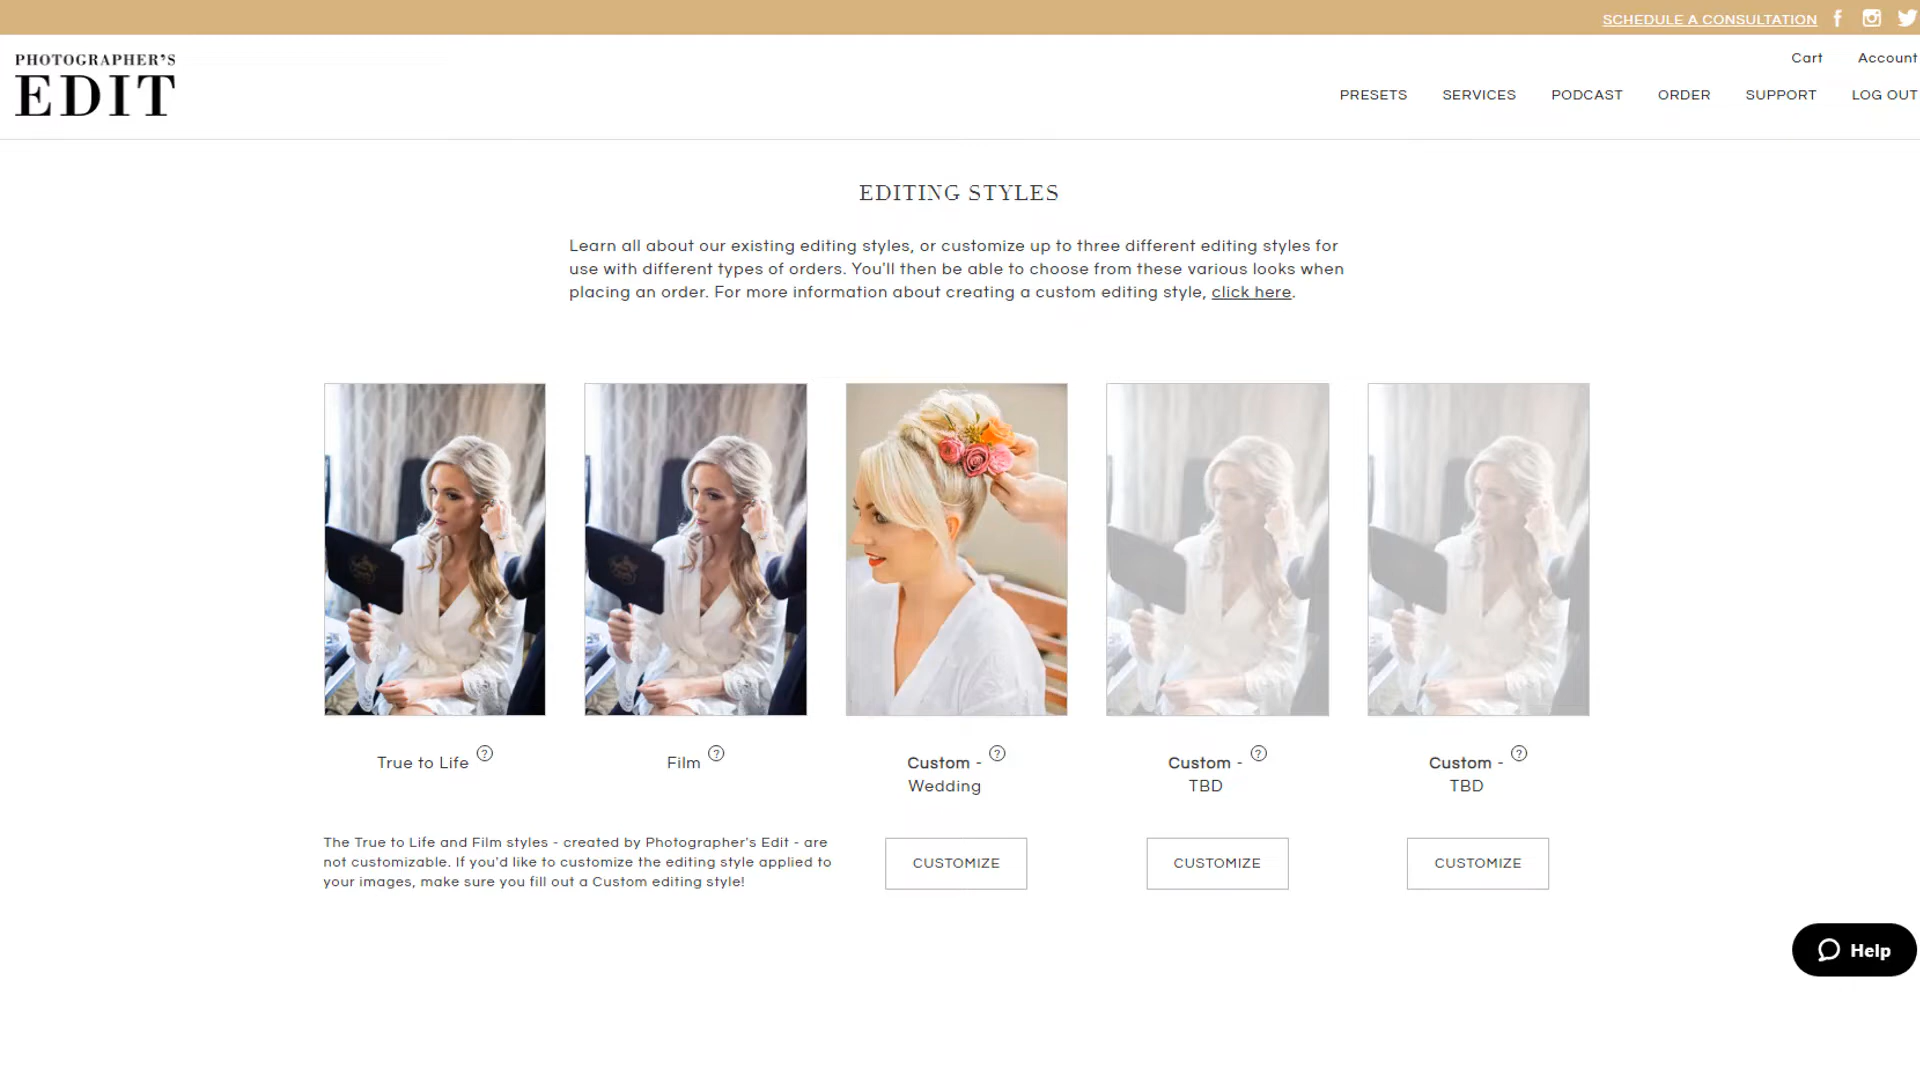 SCHEDULE A CONSULTATION
PHOTOGRAPHER'S
EDIT
Cart
Account
PRESETS
SERVICES
PODCAST
ORDER
SUPPORT
LOG OUT
EDITING STYLES
Learn all about our existing editing styles, or customize up to three different editing styles for
use with different types of orders. You'll then be able to choose from these various looks when
placing an order. For more information about creating a custom editing style, click here.
True to Life ?
Film ?
Custom - ?
Wedding
Custom - ?
TBD
Custom - ?
TBD
The True to Life and Film styles - created by Photographer's Edit - are
not customizable. If you'd like to customize the editing style applied to
your images, make sure you fill out a Custom editing style!
CUSTOMIZE
CUSTOMIZE
CUSTOMIZE
Help